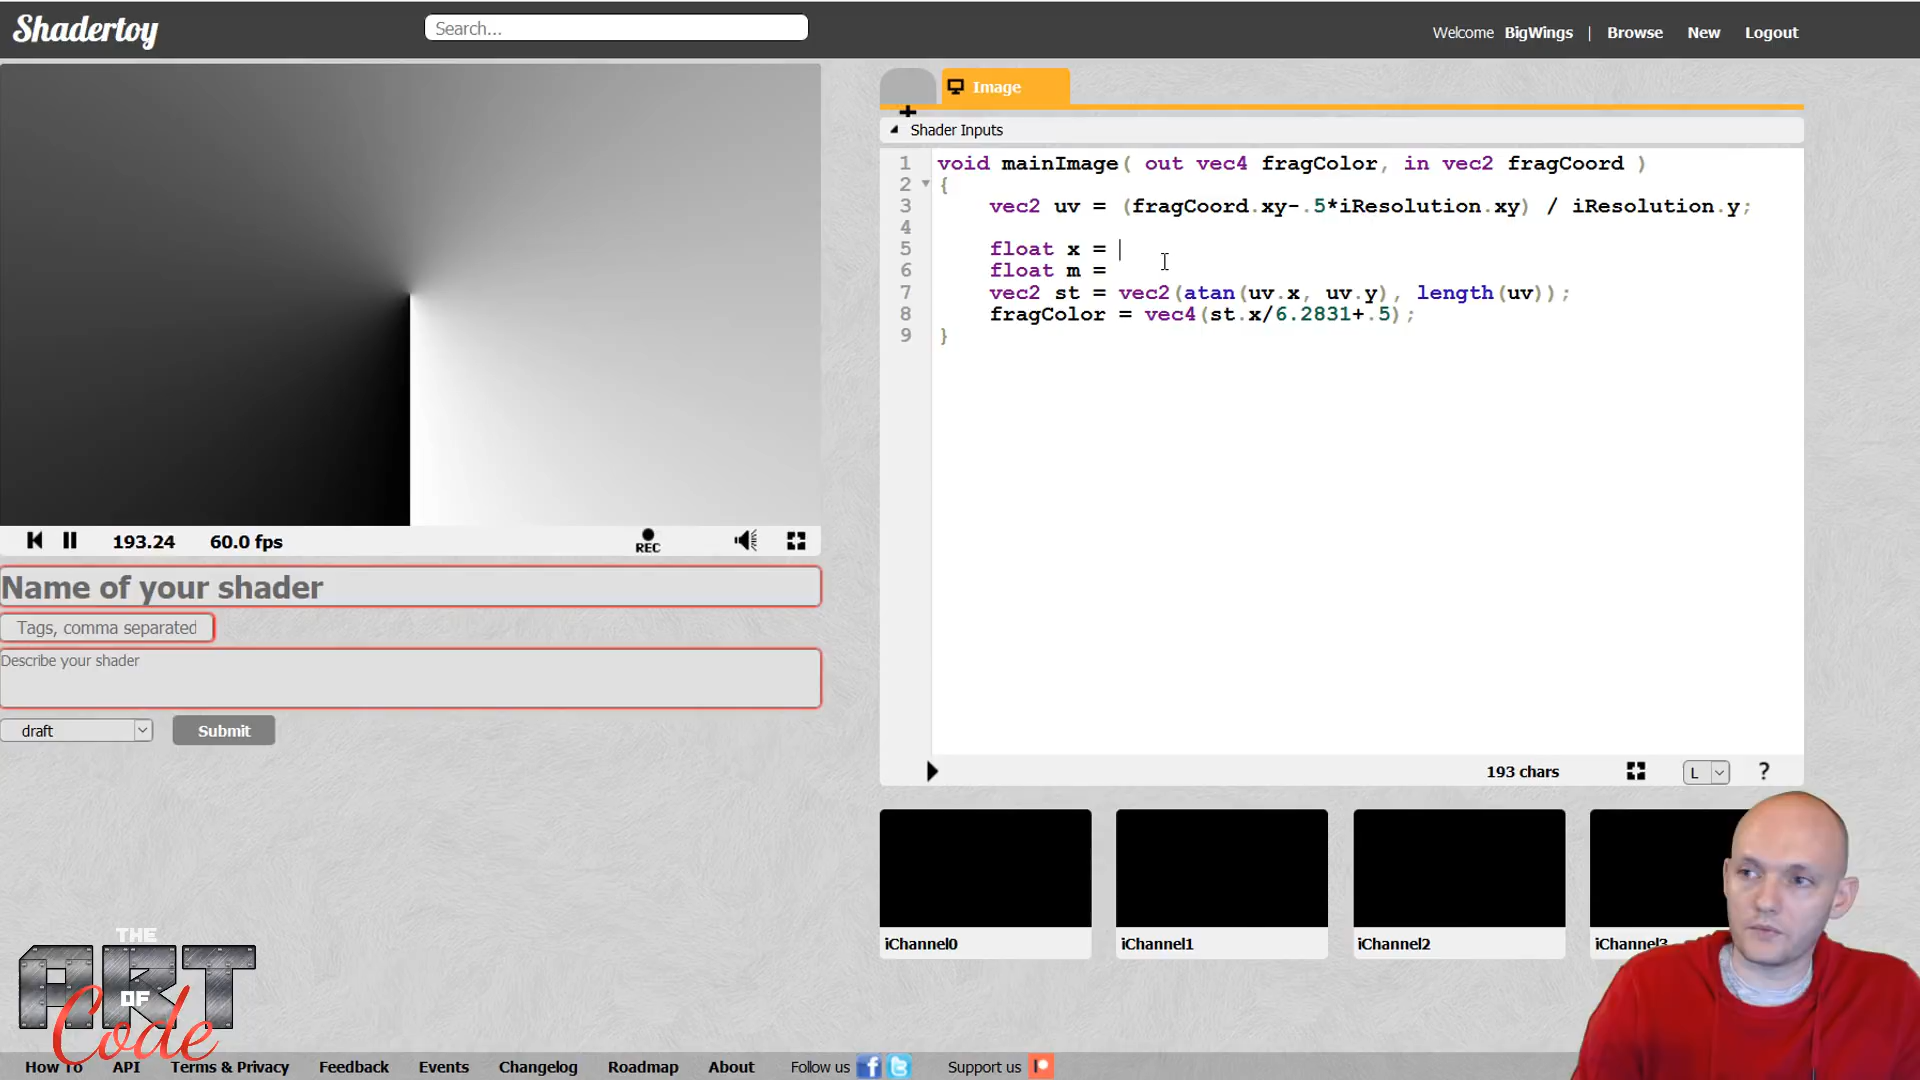 Shadertoy
Search...
Welcome BigWings | Browse New Logout
Image
Shader Inputs
1 void mainImage( out vec4 fragColor, in vec2 fragCoord )
2 {
3 vec2 uv = (fragCoord.xy-.5*iResolution.xy) / iResolution.y;
4
5 float x =
6 float m =
7 vec2 st = vec2(atan(uv.x, uv.y), length(uv));
8 fragColor = vec4(st.x/6.2831+.5);
9 }
193.24 60.0 fps
REC
Name of your shader
Tags, comma separated
Describe your shader
draft
Submit
193 chars
L
?
iChannel0
iChannel1
iChannel2
iChannel3
THE
ART
OF
Code
How To API Terms & Privacy Feedback Events Changelog Roadmap About Follow us Support us